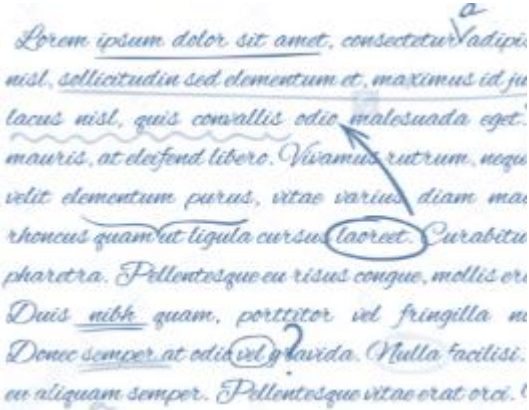 a
Lorem ipsum dolor sit amet, consectetur adipis
nisl, sollicitudin sed elementum et, maximus id ju
lacus nisl, quis convallis odio malesuada eget.
mauris, at eleifend libero. Vivamus rutrum, nequ
velit elementum purus, vitae varius diam ma
rhoncus quam ut ligula cursus laoreet. Curabitu
pharetra. Pellentesque eu risus congue, mollis er
Duis nibh quam, porttitor vel fringilla n
Donec semper at odio vel gravida. Nulla facilisi.
?
eu aliquam semper. Pellentesque vitae erat orci.